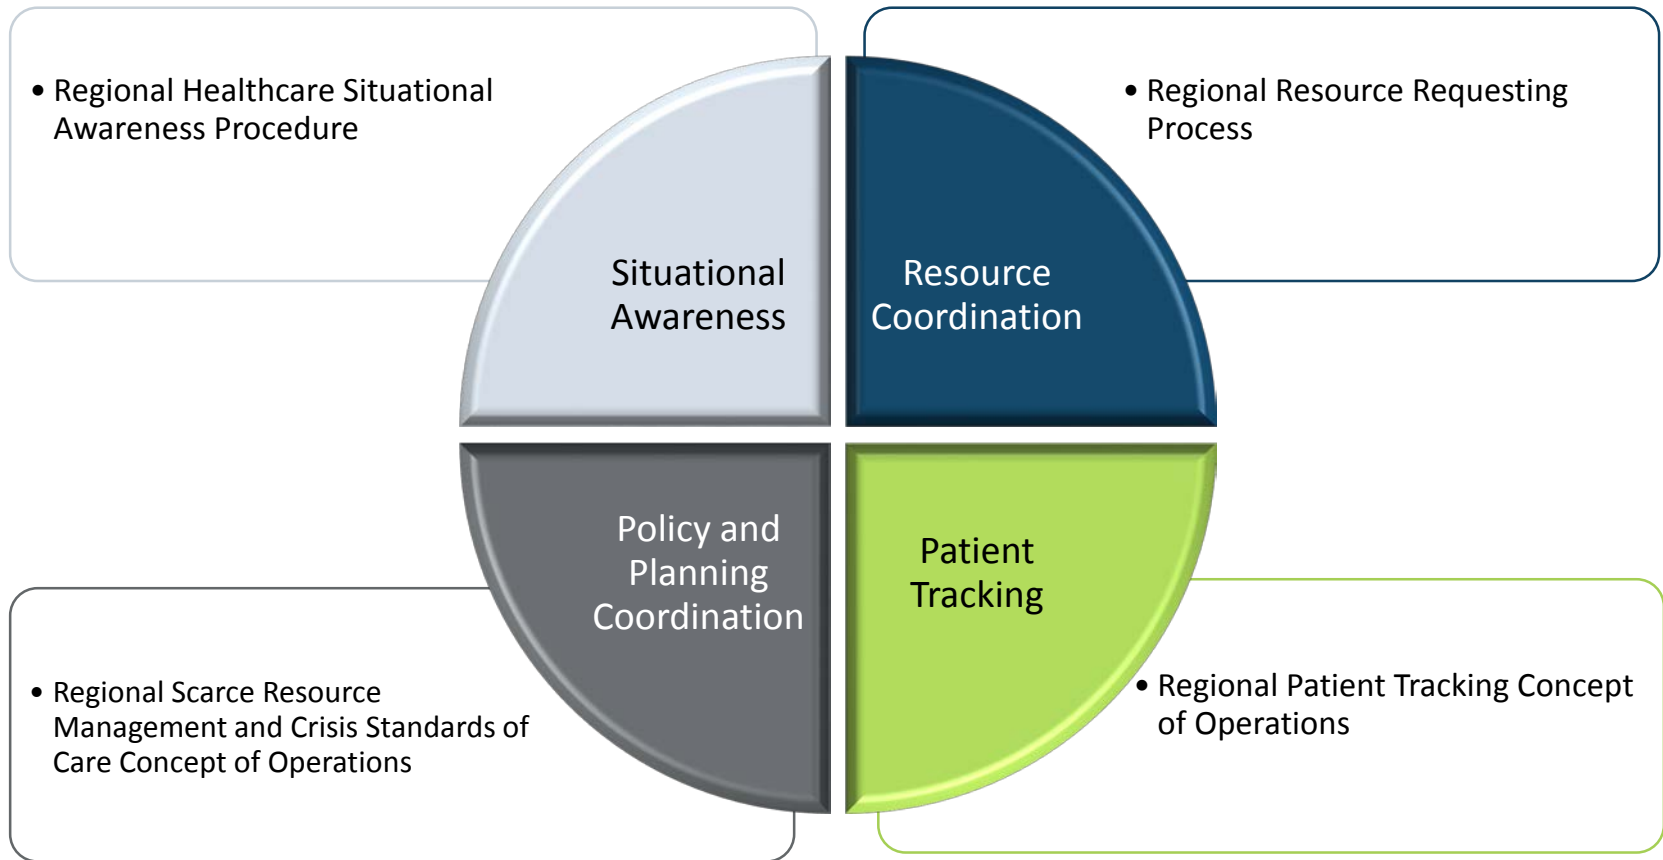 • Regional Healthcare Situational
Awareness Procedure
• Regional Resource Requesting
Process
Situational
Awareness
Resource
Coordination
Policy and
Planning
Coordination
Patient
Tracking
• Regional Scarce Resource
Management and Crisis Standards of
Care Concept of Operations
• Regional Patient Tracking Concept
of Operations